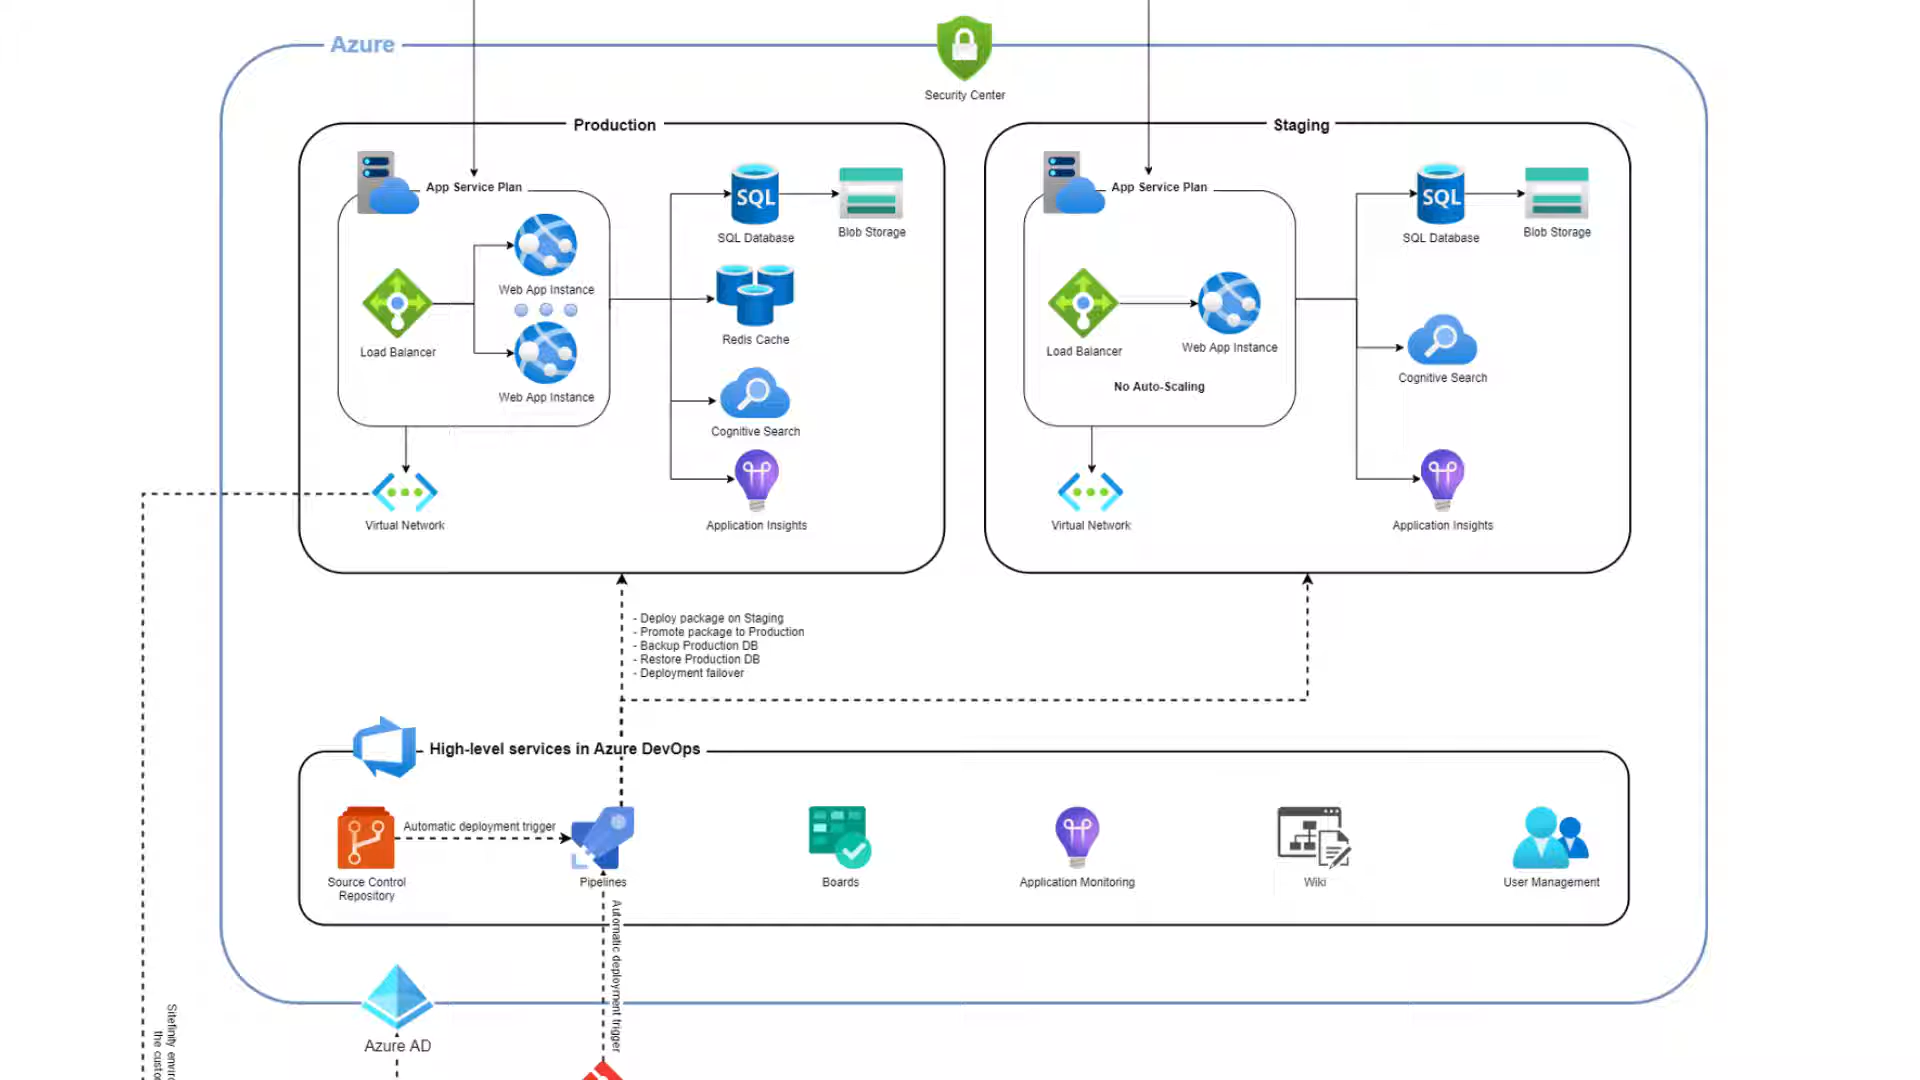 Azure
Security Center
Production
App Service Plan
SQL
SQL Database
Blob Storage
Web App Instance
Load Balancer
Web App Instance
Redis Cache
Cognitive Search
Virtual Network
Application Insights
Staging
App Service Plan
SQL
SQL Database
Blob Storage
Load Balancer
Web App Instance
No Auto-Scaling
Cognitive Search
Virtual Network
Application Insights
- Deploy package on Staging
- Promote package to Production
- Backup Production DB
- Restore Production DB
- Deployment failover
High-level services in Azure DevOps
Automatic deployment trigger
Source Control
Repository
Pipelines
Boards
Application Monitoring
Wiki
User Management
Automatic deployment trigger
Azure AD
Sitefinity
the